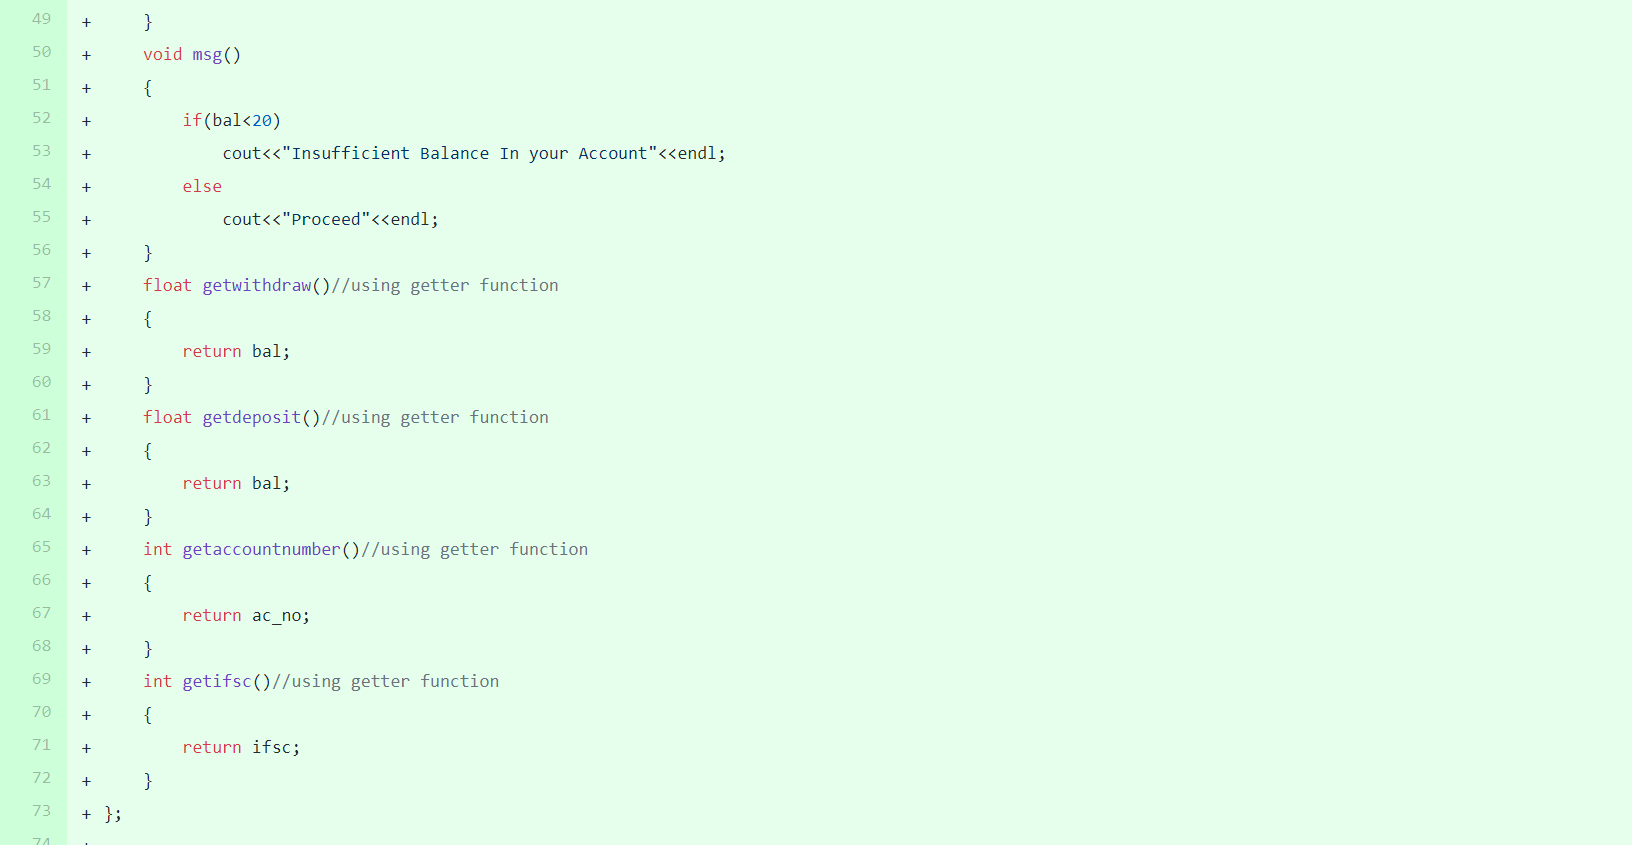 49 + }
50 + void msg()
51 + {
52 + if(bal<20)
53 + cout<<"Insufficient Balance In your Account"<<endl;
54 + else
55 + cout<<"Proceed"<<endl;
56 + }
57 + float getwithdraw()//using getter function
58 + {
59 + return bal;
60 + }
61 + float getdeposit()//using getter function
62 + {
63 + return bal;
64 + }
65 + int getaccountnumber()//using getter function
66 + {
67 + return ac_no;
68 + }
69 + int getifsc()//using getter function
70 + {
71 + return ifsc;
72 + }
73 + };
74 +